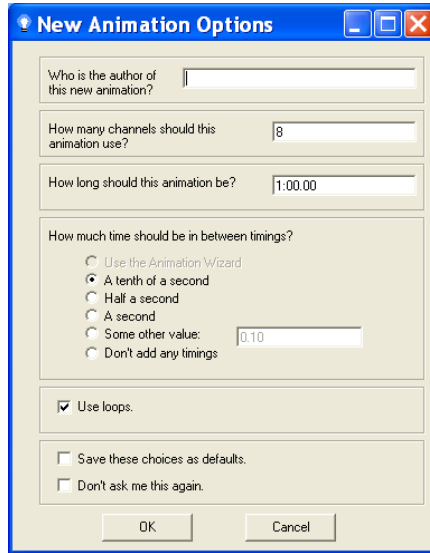 New Animation Options
Who is the author of
this new animation?
How many channels should this
animation use?
8
How long should this animation be?
1:00.00
How much time should be in between timings?
Use the Animation Wizard
A tenth of a second
Half a second
A second
Some other value:
0.10
Don't add any timings
Use loops.
Save these choices as defaults.
Don't ask me this again.
OK
Cancel